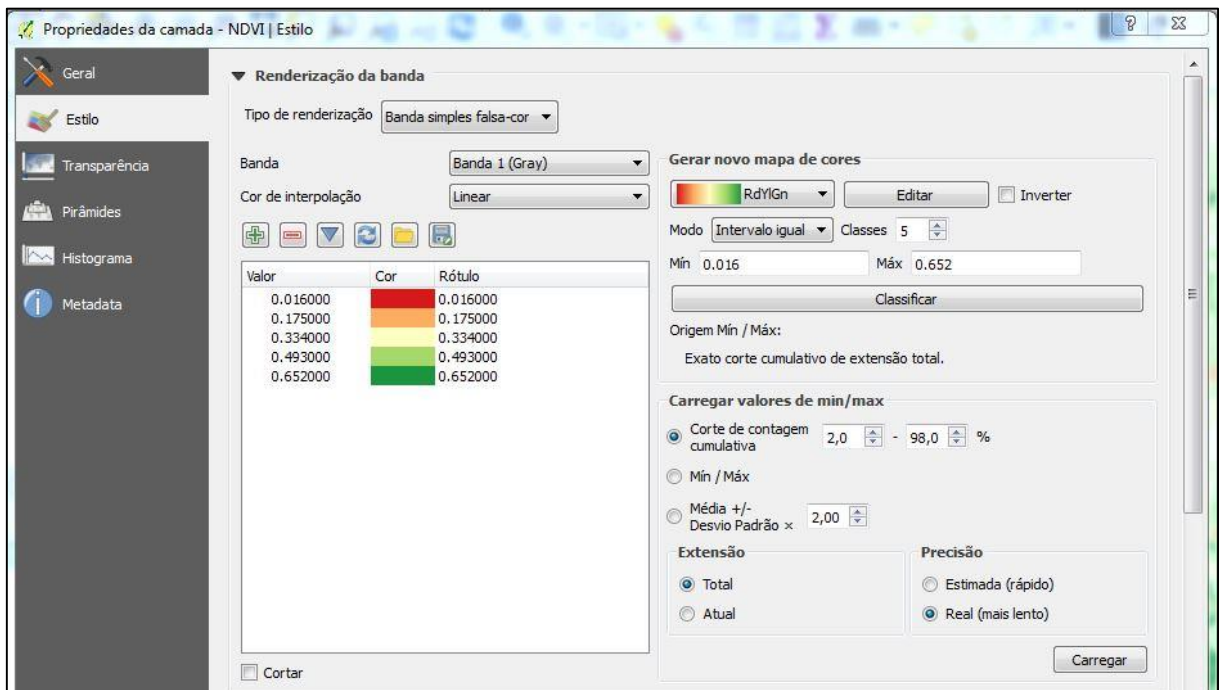 Propriedades da camada - NDVI | Estilo
Geral
Estilo
Transparência
Pirâmides
Histograma
Metadata
Renderização da banda
Tipo de renderização Banda simples falsa-cor
Banda Banda 1 (Gray)
Cor de interpolação Linear
Valor Cor Rótulo
0.016000 0.016000
0.175000 0.175000
0.334000 0.334000
0.493000 0.493000
0.652000 0.652000
Cortar
Gerar novo mapa de cores
RdYlGn Editar Inverter
Modo Intervalo igual Classes 5
Mín 0.016 Máx 0.652
Classificar
Origem Mín / Máx:
Exato corte cumulativo de extensão total.
Carregar valores de min/max
Corte de contagem
cumulativa 2,0 - 98,0 %
Mín / Máx
Média +/-
Desvio Padrão × 2,00
Extensão
Total
Atual
Precisão
Estimada (rápido)
Real (mais lento)
Carregar